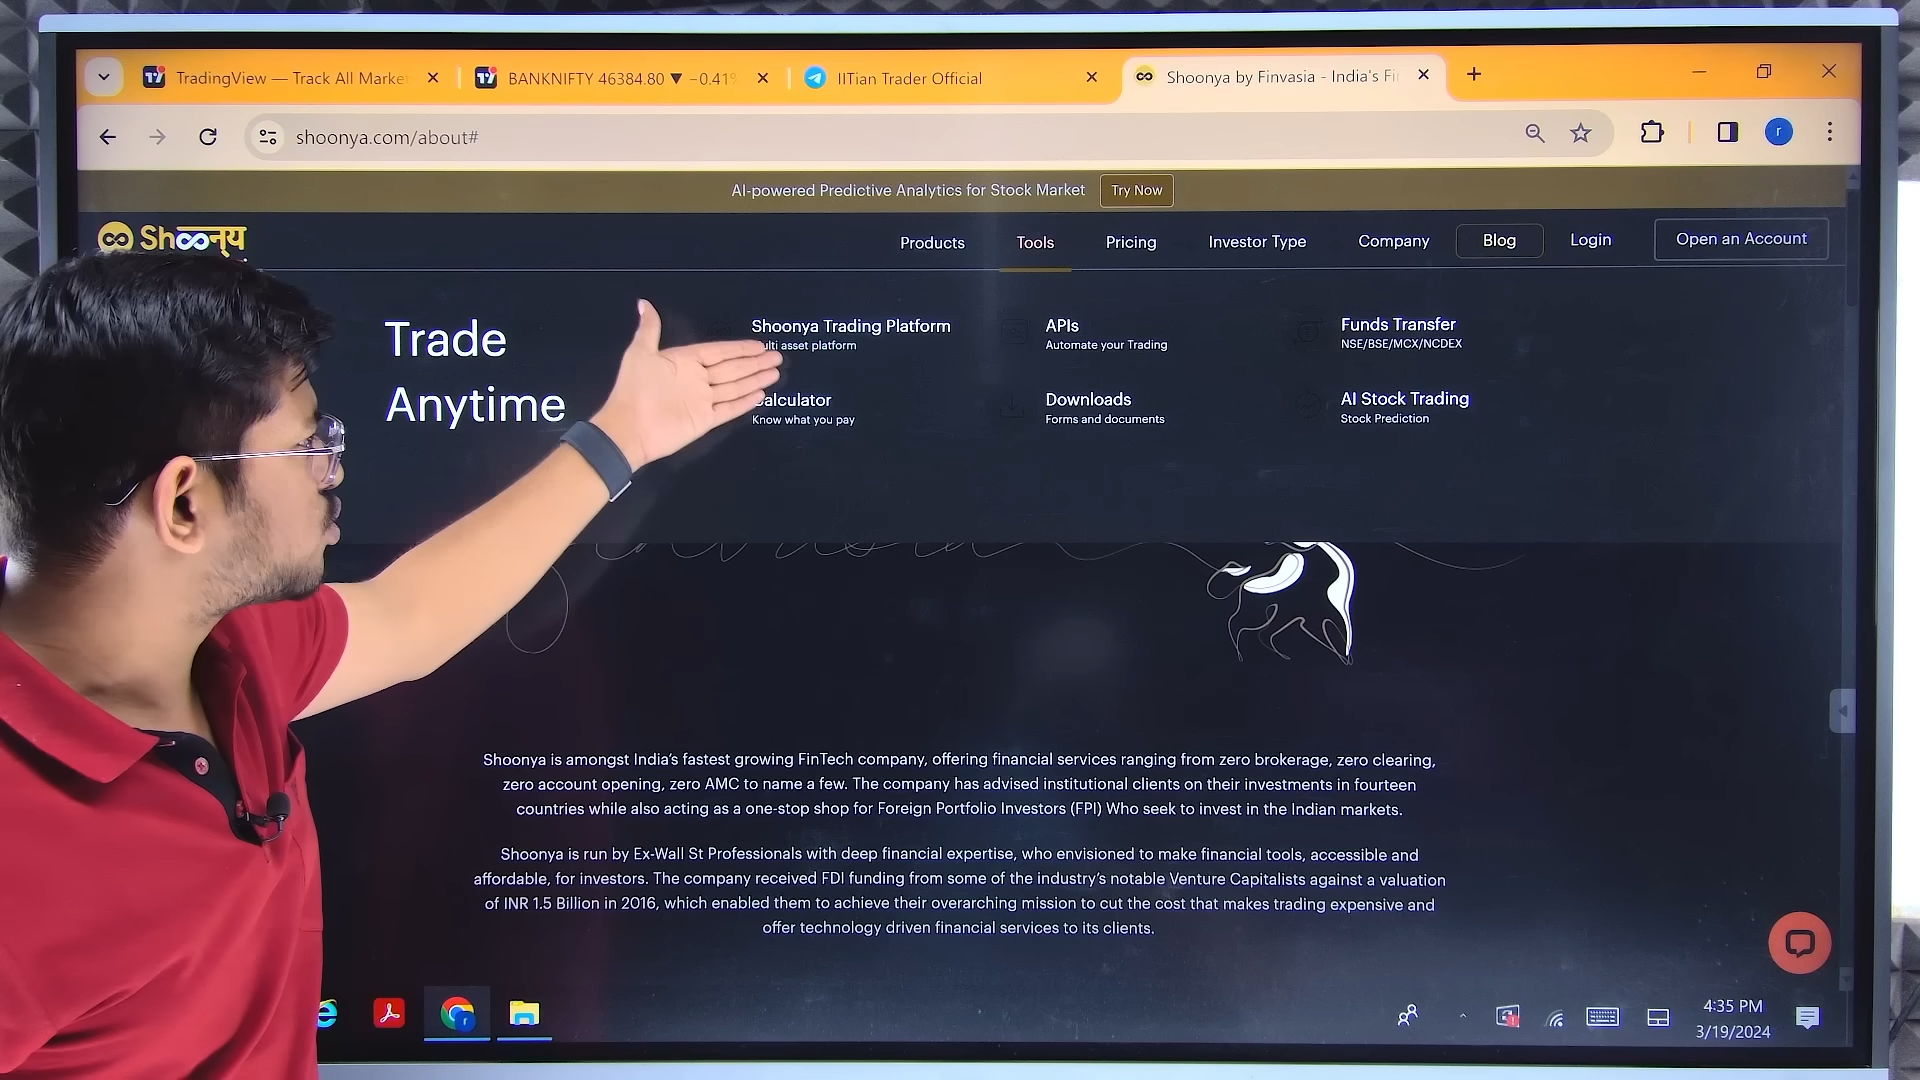 TradingView — Track All Market
BANKNIFTY 46384.80 ▼ −0.41%
IITian Trader Official
Shoonya by Finvasia - India's Fi
shoonya.com/about#
r
AI-powered Predictive Analytics for Stock Market
Try Now
Shoonय
Products
Tools
Pricing
Investor Type
Company
Blog
Login
Open an Account
Trade
Anytime
Shoonya Trading Platform
asset platform
APIs
Automate your Trading
Funds Transfer
NSE/BSE/MCX/NCDEX
Know what you pay
Downloads
Forms and documents
AI Stock Trading
Stock Prediction
Shoonya is amongst India's fastest growing FinTech company, offering financial services ranging from zero brokerage, zero clearing,
zero account opening, zero AMC to name a few. The company has advised institutional clients on their investments in fourteen
countries while also acting as a one-stop shop for Foreign Portfolio Investors (FPI) Who seek to invest in the Indian markets.
Shoonya is run by Ex-Wall St Professionals with deep financial expertise, who envisioned to make financial tools, accessible and
affordable, for investors. The company received FDI funding from some of the industry's notable Venture Capitalists against a valuation
of INR 1.5 Billion in 2016, which enabled them to achieve their overarching mission to cut the cost that makes trading expensive and
offer technology driven financial services to its clients.
4:35 PM
3/19/2024